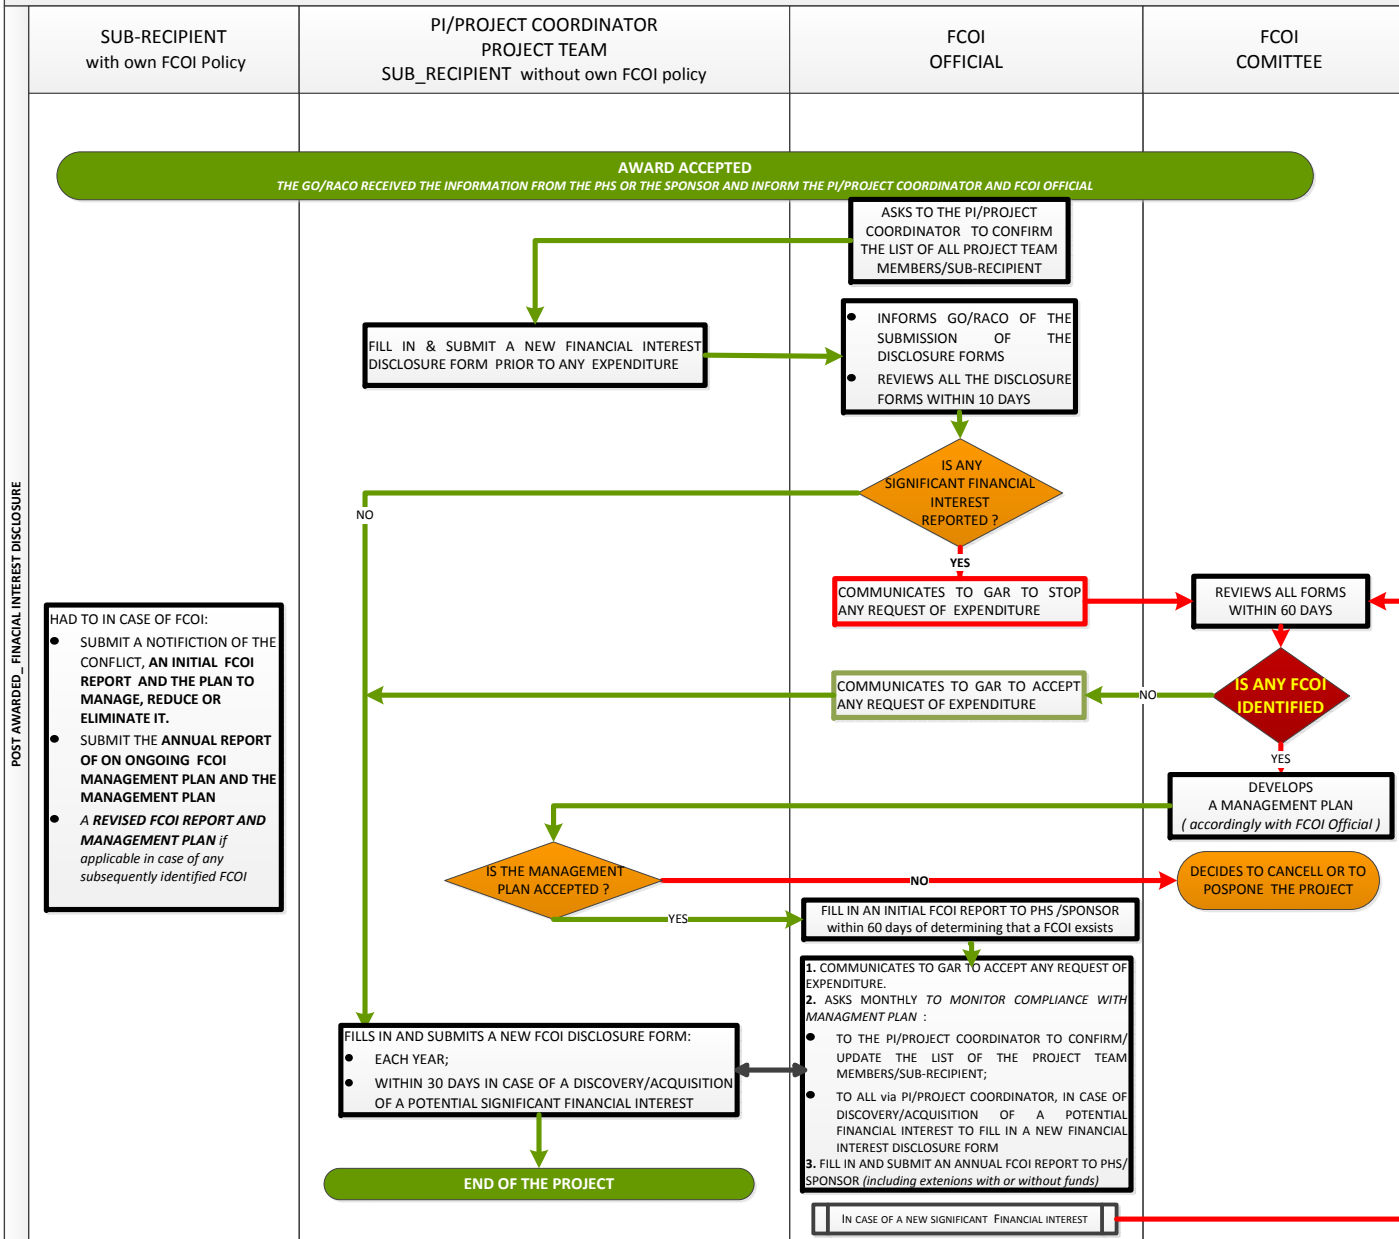 SUB-RECIPIENT
with own FCOI Policy
PI/PROJECT COORDINATOR
PROJECT TEAM
SUB_RECIPIENT without own FCOI policy
FCOI
OFFICIAL
FCOI
COMITTEE
POST AWARDED_ FINACIAL INTEREST DISCLOSURE
AWARD ACCEPTED
THE GO/RACO RECEIVED THE INFORMATION FROM THE PHS OR THE SPONSOR AND INFORM THE PI/PROJECT COORDINATOR AND FCOI OFFICIAL
ASKS TO THE PI/PROJECT
COORDINATOR TO CONFIRM
THE LIST OF ALL PROJECT TEAM
MEMBERS/SUB-RECIPIENT
FILL IN & SUBMIT A NEW FINANCIAL INTEREST
DISCLOSURE FORM PRIOR TO ANY EXPENDITURE
● INFORMS GO/RACO OF THE
SUBMISSION OF THE
DISCLOSURE FORMS
● REVIEWS ALL THE DISCLOSURE
FORMS WITHIN 10 DAYS
IS ANY
SIGNIFICANT FINANCIAL
INTEREST
REPORTED ?
NO
YES
COMMUNICATES TO GAR TO STOP
ANY REQUEST OF EXPENDITURE
REVIEWS ALL FORMS
WITHIN 60 DAYS
HAD TO IN CASE OF FCOI:
● SUBMIT A NOTIFICTION OF THE
CONFLICT, AN INITIAL FCOI
REPORT AND THE PLAN TO
MANAGE, REDUCE OR
ELIMINATE IT.
● SUBMIT THE ANNUAL REPORT
OF ON ONGOING FCOI
MANAGEMENT PLAN AND THE
MANAGEMENT PLAN
● A REVISED FCOI REPORT AND
MANAGEMENT PLAN if
applicable in case of any
subsequently identified FCOI
IS ANY FCOI
IDENTIFIED
NO
COMMUNICATES TO GAR TO ACCEPT
ANY REQUEST OF EXPENDITURE
YES
DEVELOPS
A MANAGEMENT PLAN
( accordingly with FCOI Official )
IS THE MANAGEMENT
PLAN ACCEPTED ?
NO
DECIDES TO CANCELL OR TO
POSPONE THE PROJECT
YES
FILL IN AN INITIAL FCOI REPORT TO PHS /SPONSOR
within 60 days of determining that a FCOI exsists
1. COMMUNICATES TO GAR TO ACCEPT ANY REQUEST OF
EXPENDITURE.
2. ASKS MONTHLY TO MONITOR COMPLIANCE WITH
MANAGMENT PLAN :
● TO THE PI/PROJECT COORDINATOR TO CONFIRM/
UPDATE THE LIST OF THE PROJECT TEAM
MEMBERS/SUB-RECIPIENT;
● TO ALL via PI/PROJECT COORDINATOR, IN CASE OF
DISCOVERY/ACQUISITION OF A POTENTIAL
FINANCIAL INTEREST TO FILL IN A NEW FINANCIAL
INTEREST DISCLOSURE FORM
3. FILL IN AND SUBMIT AN ANNUAL FCOI REPORT TO PHS/
SPONSOR (including extenions with or without funds)
FILLS IN AND SUBMITS A NEW FCOI DISCLOSURE FORM:
● EACH YEAR;
● WITHIN 30 DAYS IN CASE OF A DISCOVERY/ACQUISITION
OF A POTENTIAL SIGNIFICANT FINANCIAL INTEREST
END OF THE PROJECT
IN CASE OF A NEW SIGNIFICANT FINANCIAL INTEREST